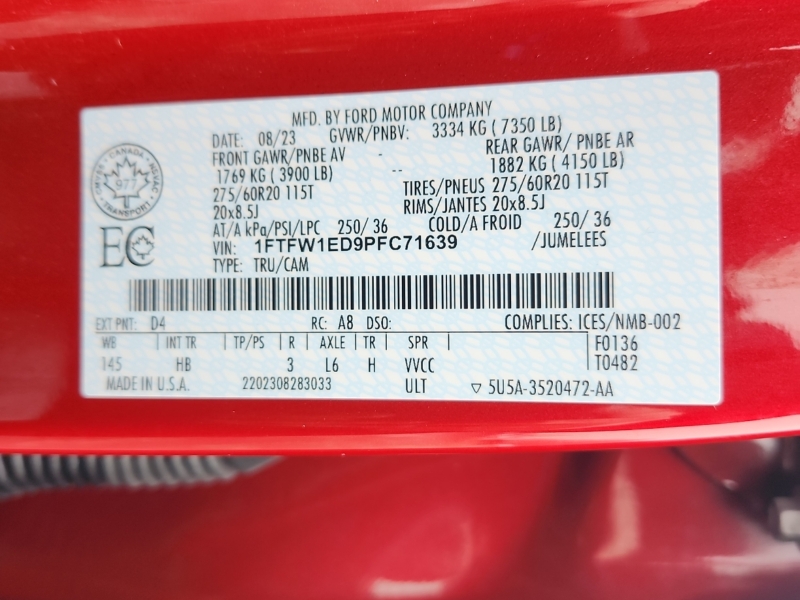 MFD. BY FORD MOTOR COMPANY
DATE: 08/23 GVWR/PNBV: 3334 KG ( 7350 LB)
FRONT GAWR/PNBE AV - REAR GAWR/ PNBE AR
1769 KG ( 3900 LB) -- 1882 KG ( 4150 LB)
275/60R20 115T TIRES/PNEUS 275/60R20 115T
20x8.5J RIMS/JANTES 20x8.5J
AT/A kPa/PSI/LPC 250/ 36 COLD/A FROID 250/ 36
VIN: 1FTFW1ED9PFC71639 /JUMELEES
TYPE: TRU/CAM
CANADA
977
TRANSPORT
EC
EXT PNT: D4 RC: A8 DSO: COMPLIES: ICES/NMB-002
WB INT TR TP/PS R AXLE TR SPR F0136
145 HB 3 L6 H VVCC T0482
MADE IN U.S.A. 2202308283033 ULT ▽ 5U5A-3520472-AA